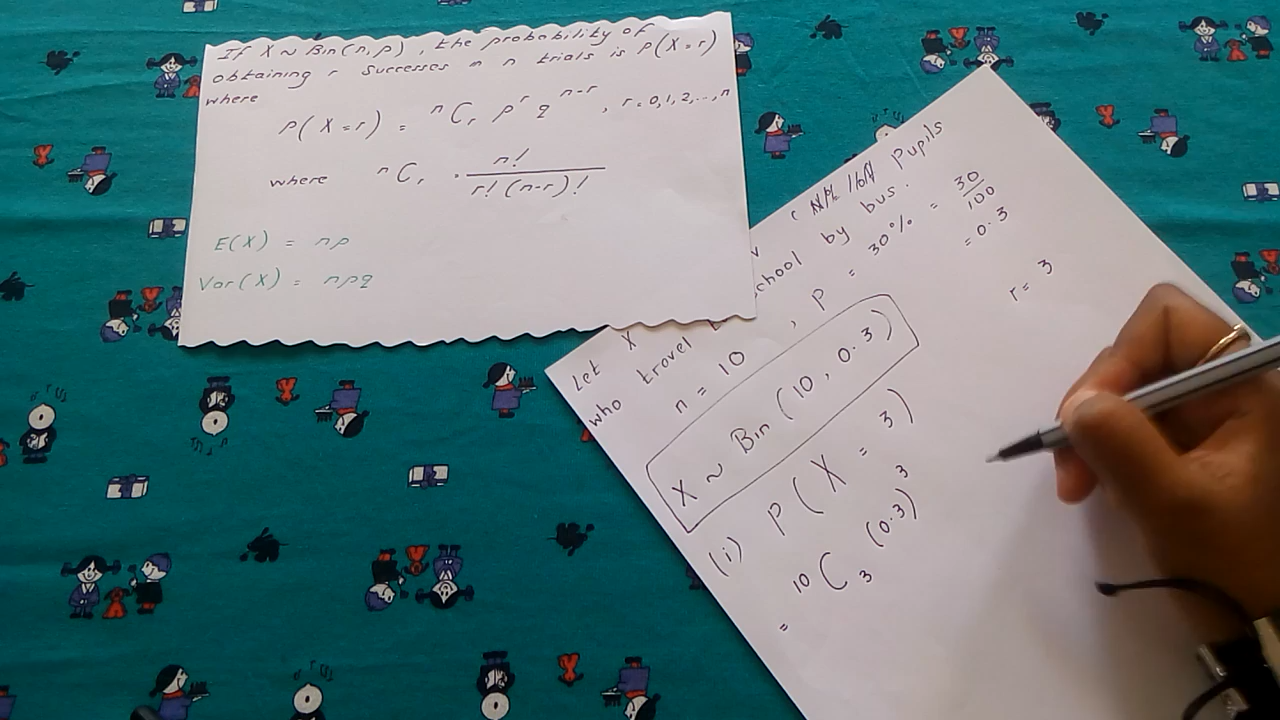 If X ~ Bin(n,p), the probability of
obtaining r successes in n trials is P(X=r)
where
P(X=r) = nCr p^r q^n-r , r=0,1,2,...,n
where nCr = n! / r!(n-r)!
E(X) = np
Var(X) = npq
Let X Pupils
who travel school by bus.
n = 10 , P = 30% = 30/100
= 0.3
X ~ Bin (10, 0.3)
r = 3
(i) P(X = 3)
= 10C3 (0.3)^3